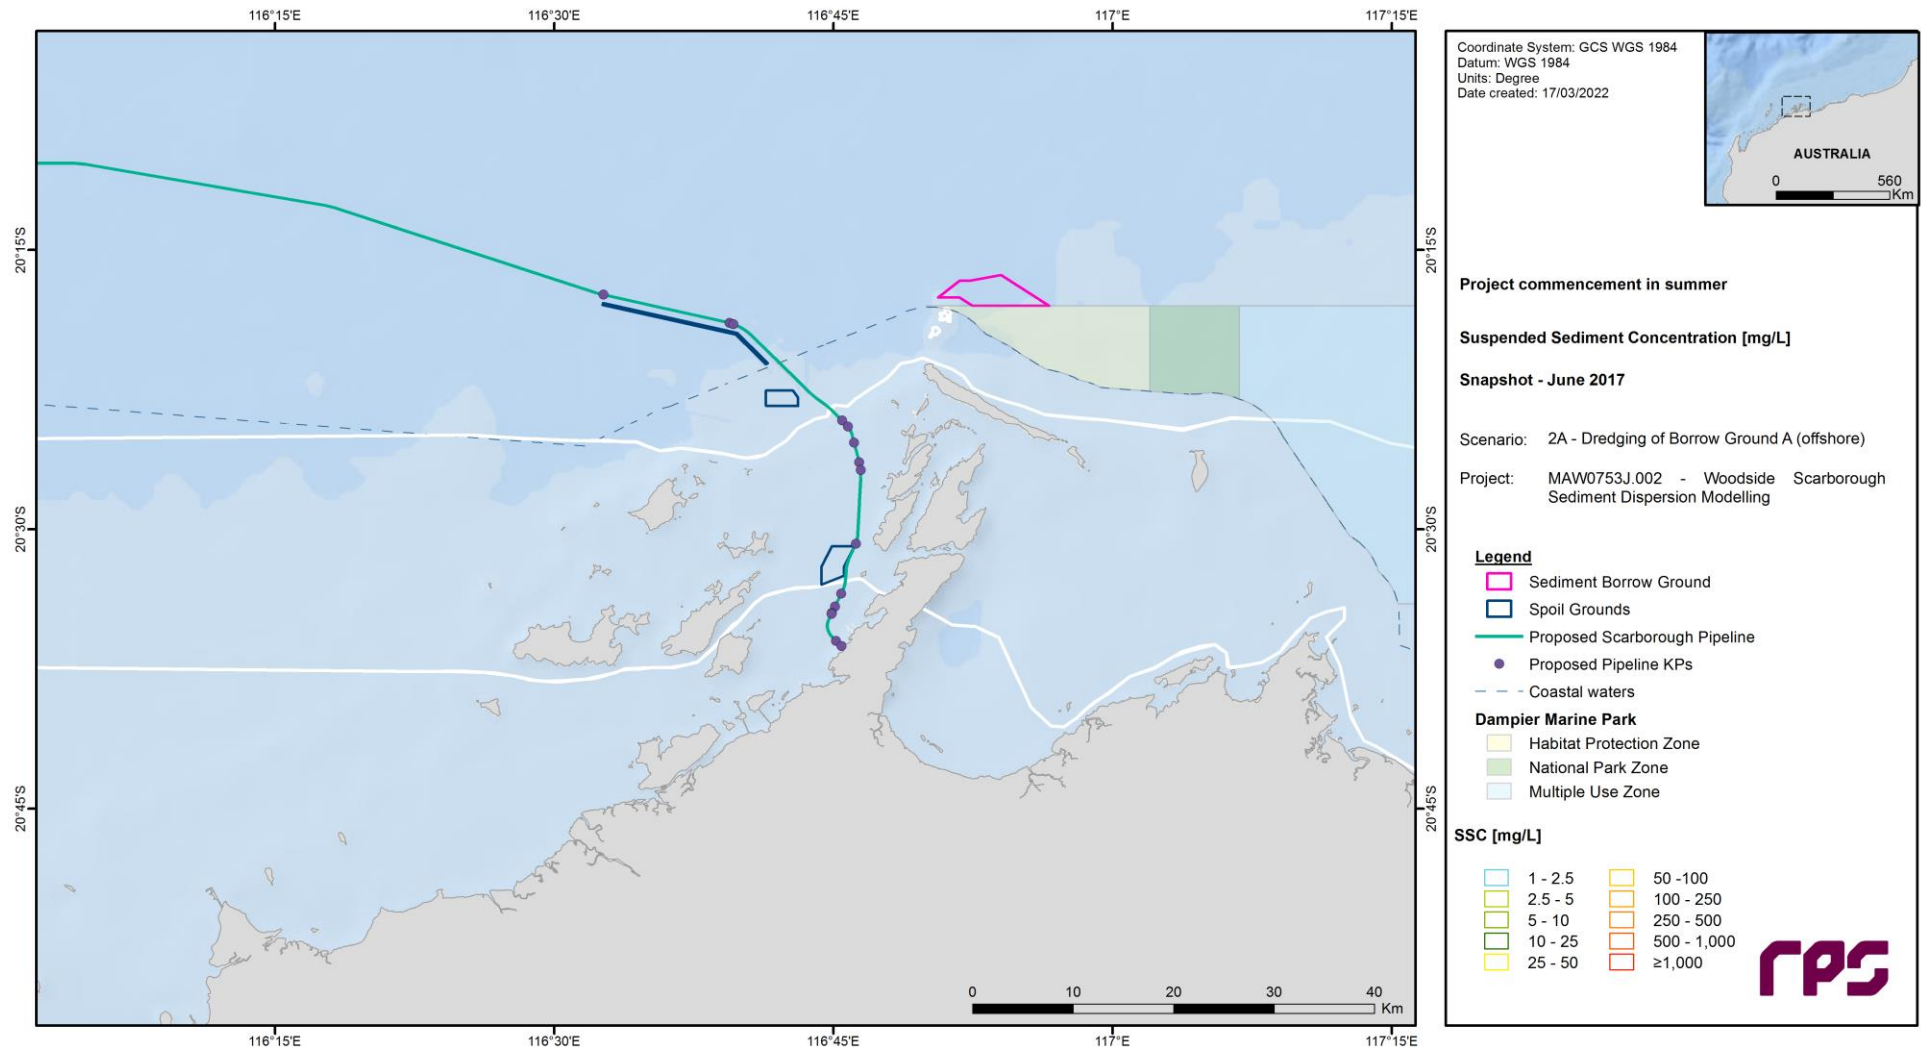 116°15'E 116°30'E 116°45'E 117°E 117°15'E
20°15'S 20°15'S
20°30'S 20°30'S
20°45'S 20°45'S
0 10 20 30 40
Km
116°15'E 116°30'E 116°45'E 117°E 117°15'E
Coordinate System: GCS WGS 1984
Datum: WGS 1984
Units: Degree
Date created: 17/03/2022
AUSTRALIA
0 560
Km
Project commencement in summer
Suspended Sediment Concentration [mg/L]
Snapshot - June 2017
Scenario: 2A - Dredging of Borrow Ground A (offshore)
Project: MAW0753J.002 - Woodside Scarborough
Sediment Dispersion Modelling
Legend
Sediment Borrow Ground
Spoil Grounds
Proposed Scarborough Pipeline
Proposed Pipeline KPs
Coastal waters
Dampier Marine Park
Habitat Protection Zone
National Park Zone
Multiple Use Zone
SSC [mg/L]
1 - 2.5 50 -100
2.5 - 5 100 - 250
5 - 10 250 - 500
10 - 25 500 - 1,000
25 - 50 ≥1,000
rps